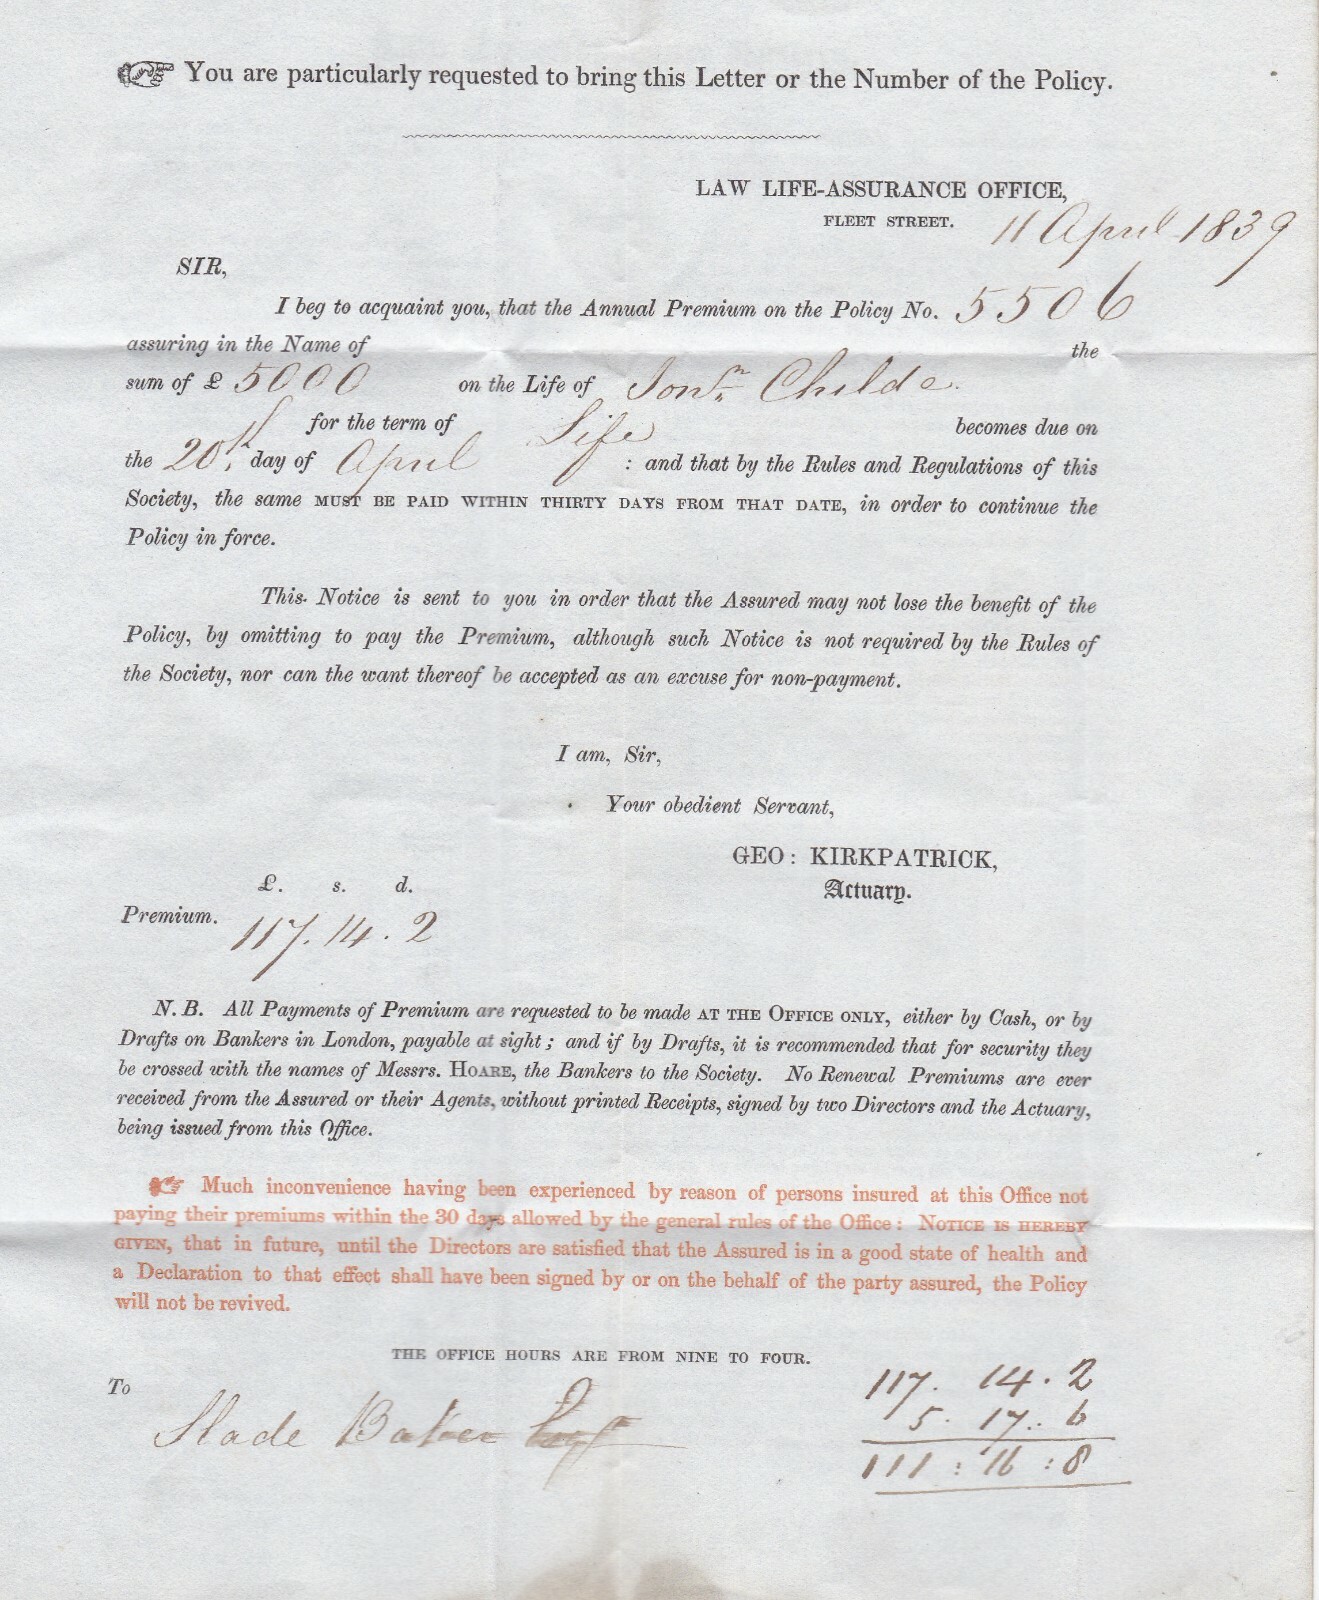 You are particularly requested to bring this Letter or the Number of the Policy.
LAW LIFE-ASSURANCE OFFICE,
FLEET STREET. 11 April 1839
SIR,
I beg to acquaint you, that the Annual Premium on the Policy No. 5506
assuring in the Name of the
sum of £ 5000 on the Life of Jonn. Childe.
for the term of Life becomes due on
the 20th. day of April : and that by the Rules and Regulations of this
Society, the same MUST BE PAID WITHIN THIRTY DAYS FROM THAT DATE, in order to continue the
Policy in force.
This Notice is sent to you in order that the Assured may not lose the benefit of the
Policy, by omitting to pay the Premium, although such Notice is not required by the Rules of
the Society, nor can the want thereof be accepted as an excuse for non-payment.
I am, Sir,
Your obedient Servant,
GEO: KIRKPATRICK,
Actuary.
£. s. d.
Premium. 117. 14. 2
N. B. All Payments of Premium are requested to be made AT THE OFFICE ONLY, either by Cash, or by
Drafts on Bankers in London, payable at sight; and if by Drafts, it is recommended that for security they
be crossed with the names of Messrs. HOARE, the Bankers to the Society. No Renewal Premiums are ever
received from the Assured or their Agents, without printed Receipts, signed by two Directors and the Actuary,
being issued from this Office.
Much inconvenience having been experienced by reason of persons insured at this Office not
paying their premiums within the 30 days allowed by the general rules of the Office: NOTICE IS HEREBY
GIVEN, that in future, until the Directors are satisfied that the Assured is in a good state of health and
a Declaration to that effect shall have been signed by or on the behalf of the party assured, the Policy
will not be revived.
THE OFFICE HOURS ARE FROM NINE TO FOUR.
To
Slade Baker Esq
117. 14. 2
5. 17. 6
111 : 16 : 8